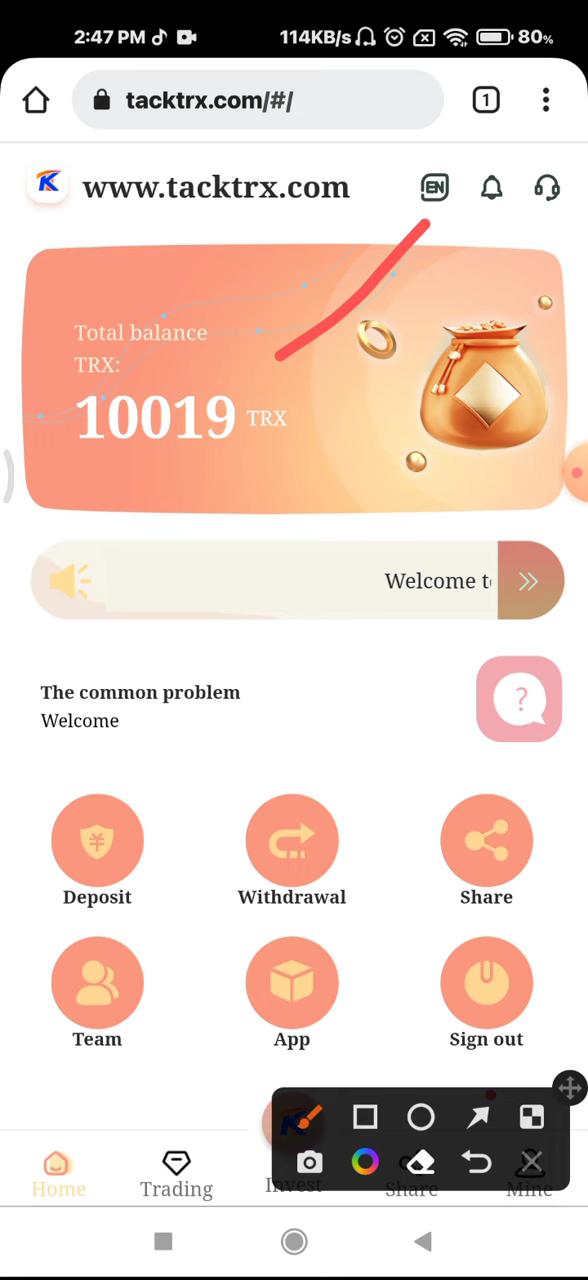 2:47 PM
114KB/s
80%
tacktrx.com/#/
1
www.tacktrx.com
EN
Total balance
TRX:
10019 TRX
Welcome t
The common problem
Welcome
?
¥
Deposit
Withdrawal
Share
Team
App
Sign out
Home
Trading
Invest
Share
Mine